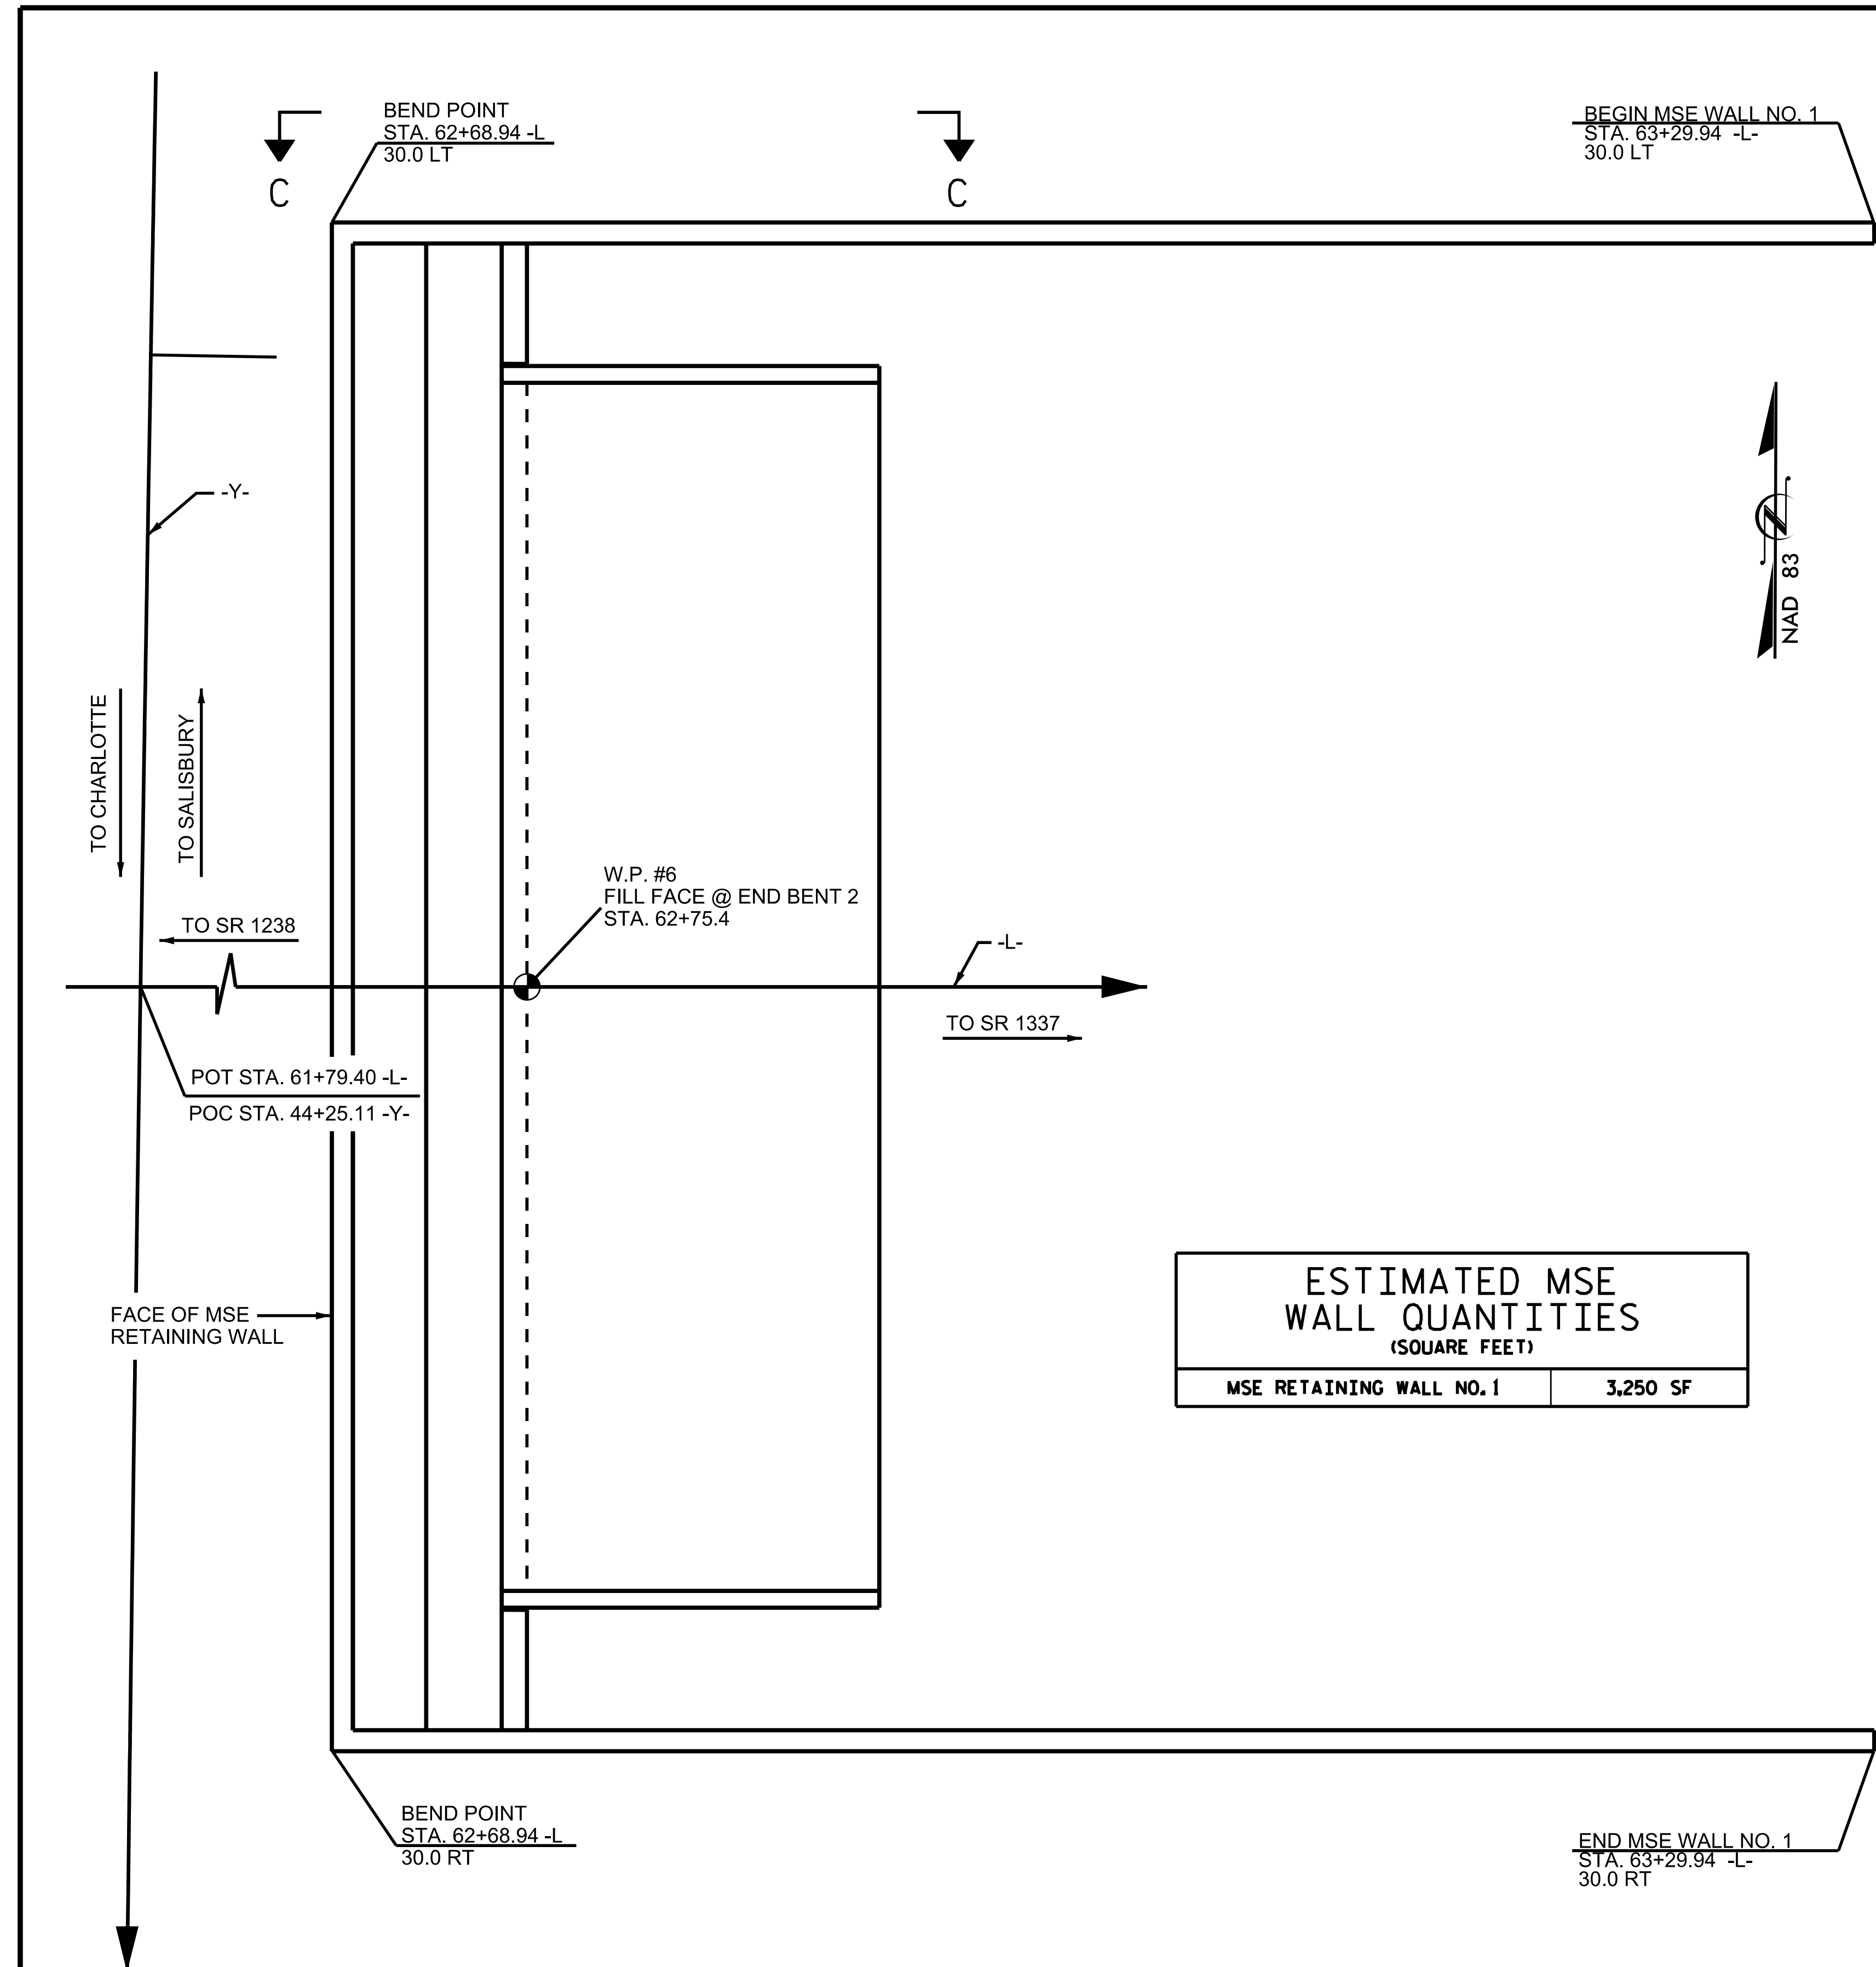 BEND POINT
STA. 62+68.94 -L
30.0 LT
C
C
BEGIN MSE WALL NO. 1
STA. 63+29.94 -L-
30.0 LT
-Y-
NAD 83
TO CHARLOTTE
TO SALISBURY
W.P. #6
FILL FACE @ END BENT 2
STA. 62+75.4
TO SR 1238
-L-
TO SR 1337
POT STA. 61+79.40 -L-
POC STA. 44+25.11 -Y-
FACE OF MSE
RETAINING WALL
ESTIMATED MSE
WALL QUANTITIES
(SQUARE FEET)
MSE RETAINING WALL NO. 1 3,250 SF
BEND POINT
STA. 62+68.94 -L
30.0 RT
END MSE WALL NO. 1
STA. 63+29.94 -L-
30.0 RT